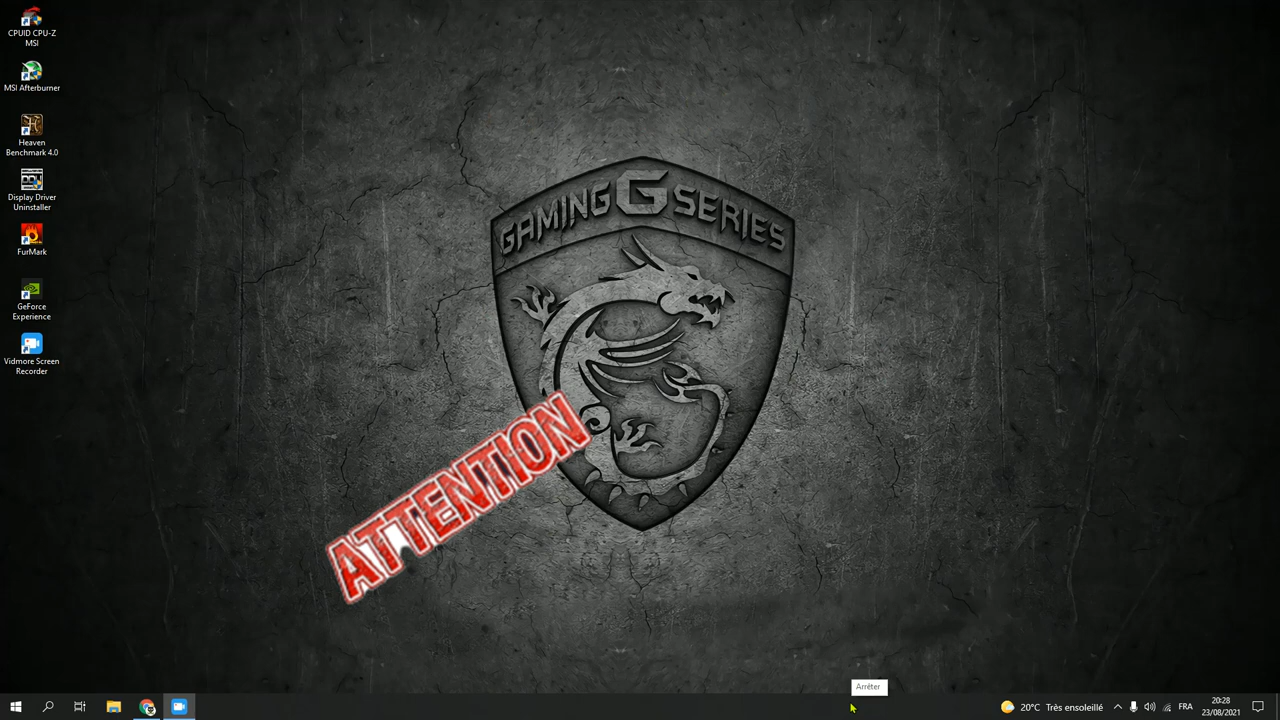 CPUID CPU-Z
MSI
MSI Afterburner
Heaven
Benchmark 4.0
Display Driver
Uninstaller
FurMark
GeForce
Experience
Vidmore Screen
Recorder
GAMING G SERIES
ATTENTION
Arrêter
20°C Très ensoleillé
FRA
20:28
23/08/2021